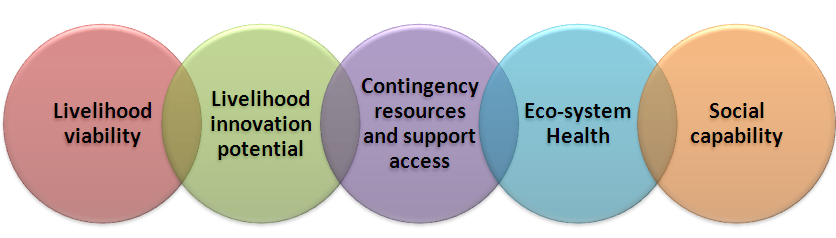 Livelihood
viability
Livelihood
innovation
potential
Contingency
resources
and support
access
Eco-system
Health
Social
capability